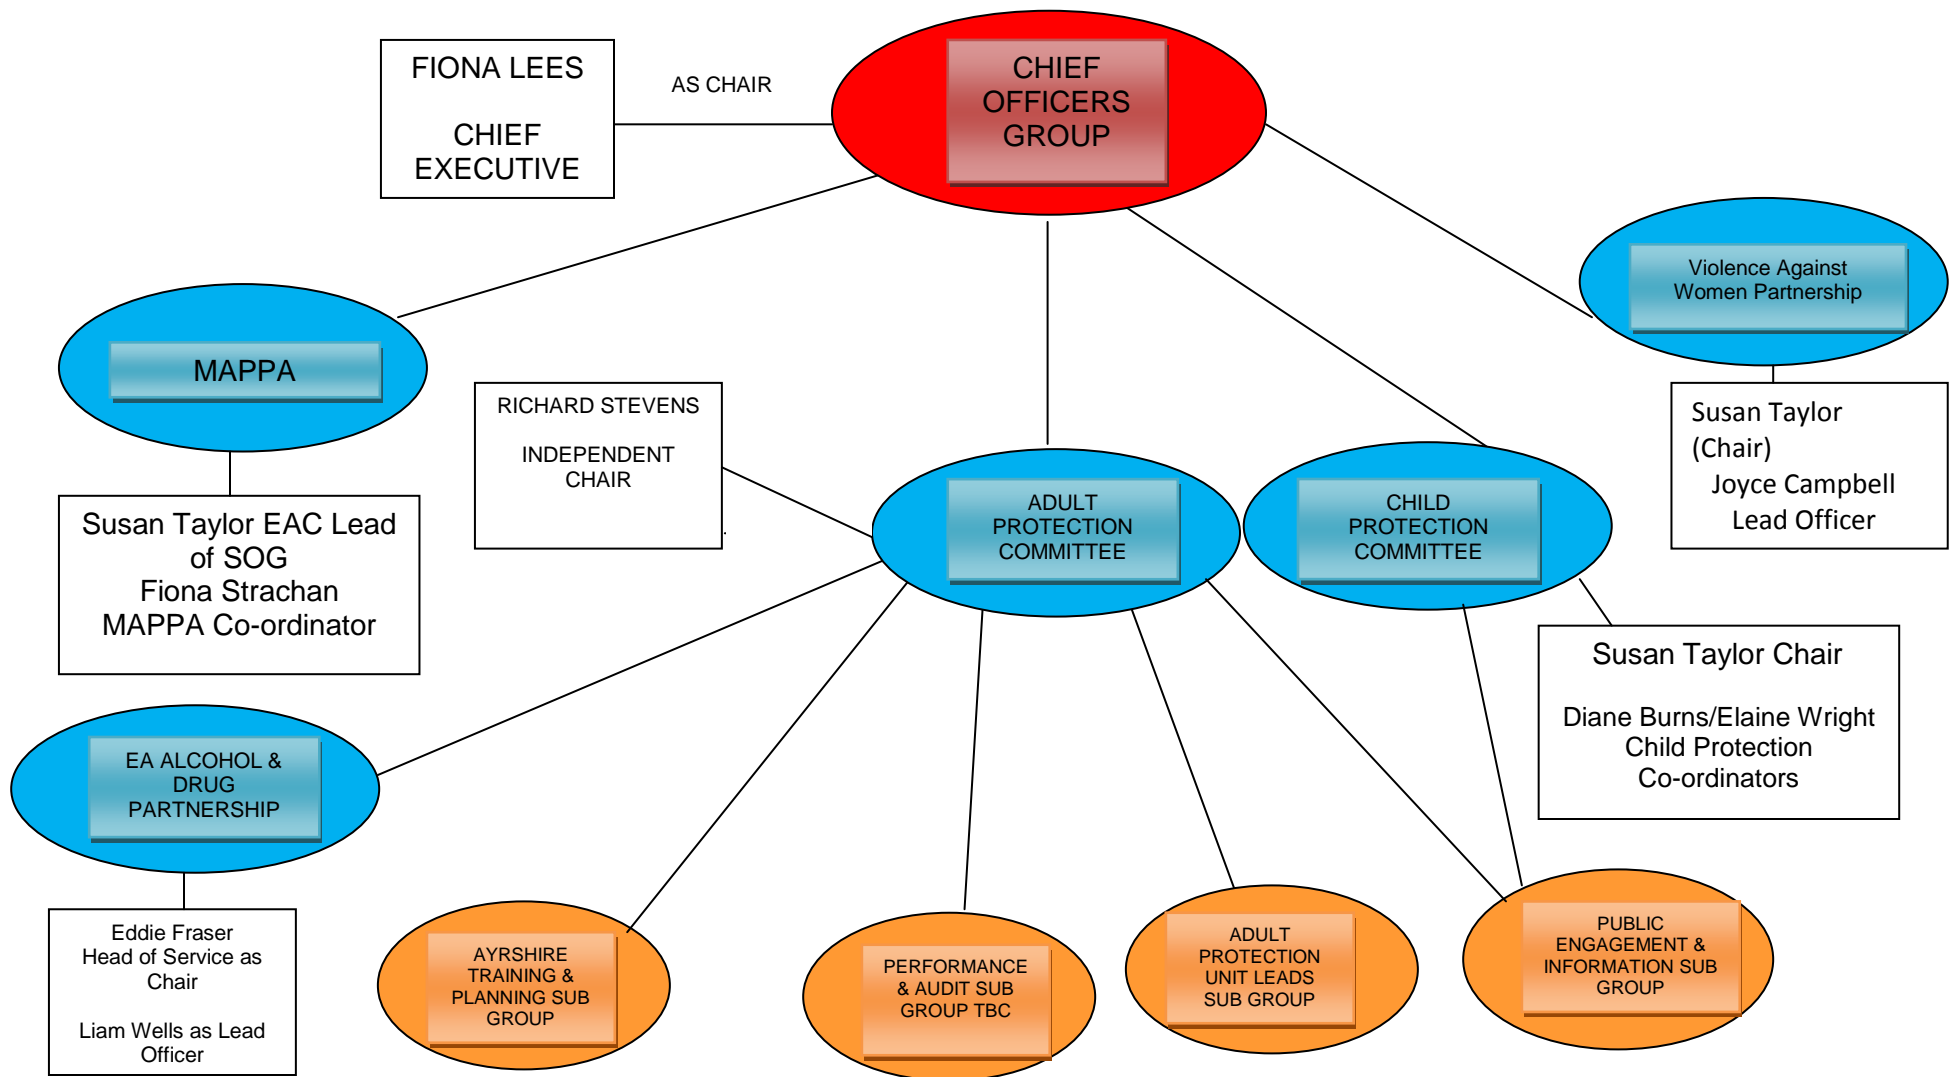 FIONA LEES
CHIEF
EXECUTIVE
AS CHAIR
CHIEF
OFFICERS
GROUP
Violence Against
Women Partnership
MAPPA
RICHARD STEVENS
INDEPENDENT
CHAIR
.
Susan Taylor
(Chair)
Joyce Campbell
Lead Officer
Susan Taylor EAC Lead
of SOG
Fiona Strachan
MAPPA Co-ordinator
ADULT
PROTECTION
COMMITTEE
CHILD
PROTECTION
COMMITTEE
Susan Taylor Chair
Diane Burns/Elaine Wright
Child Protection
Co-ordinators
EA ALCOHOL &
DRUG
PARTNERSHIP
Eddie Fraser
Head of Service as
Chair
Liam Wells as Lead
Officer
AYRSHIRE
TRAINING &
PLANNING SUB
GROUP
PERFORMANCE
& AUDIT SUB
GROUP TBC
ADULT
PROTECTION
UNIT LEADS
SUB GROUP
PUBLIC
ENGAGEMENT &
INFORMATION SUB
GROUP